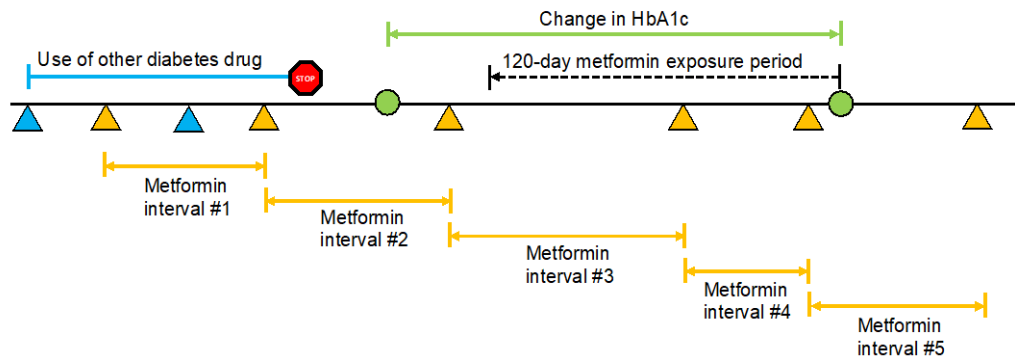 Change in HbA1c
Use of other diabetes drug
120-day metformin exposure period
STOP
Metformin
interval #1
Metformin
interval #2
Metformin
interval #3
Metformin
interval #4
Metformin
interval #5